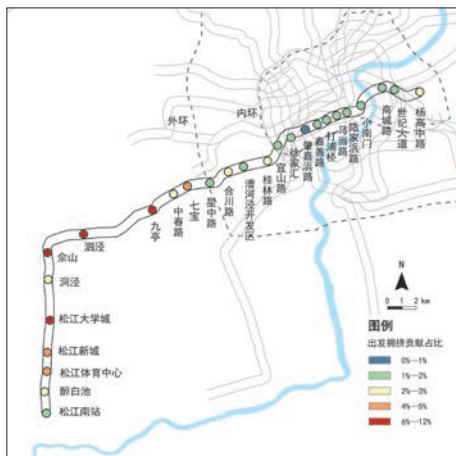 外环
内环
杨高中路
世纪大道
商城路
小南门
陆家浜路
马当路
打浦桥
嘉善路
肇嘉浜路
徐家汇
宜山路
桂林路
漕河泾开发区
合川路
星中路
七宝
中春路
九亭
泗泾
佘山
洞泾
松江大学城
松江新城
松江体育中心
醉白池
松江南站
N
0 1 2 km
图例
出发拥挤贡献占比
0%—1%
1%—2%
2%—3%
4%—5%
6%—12%